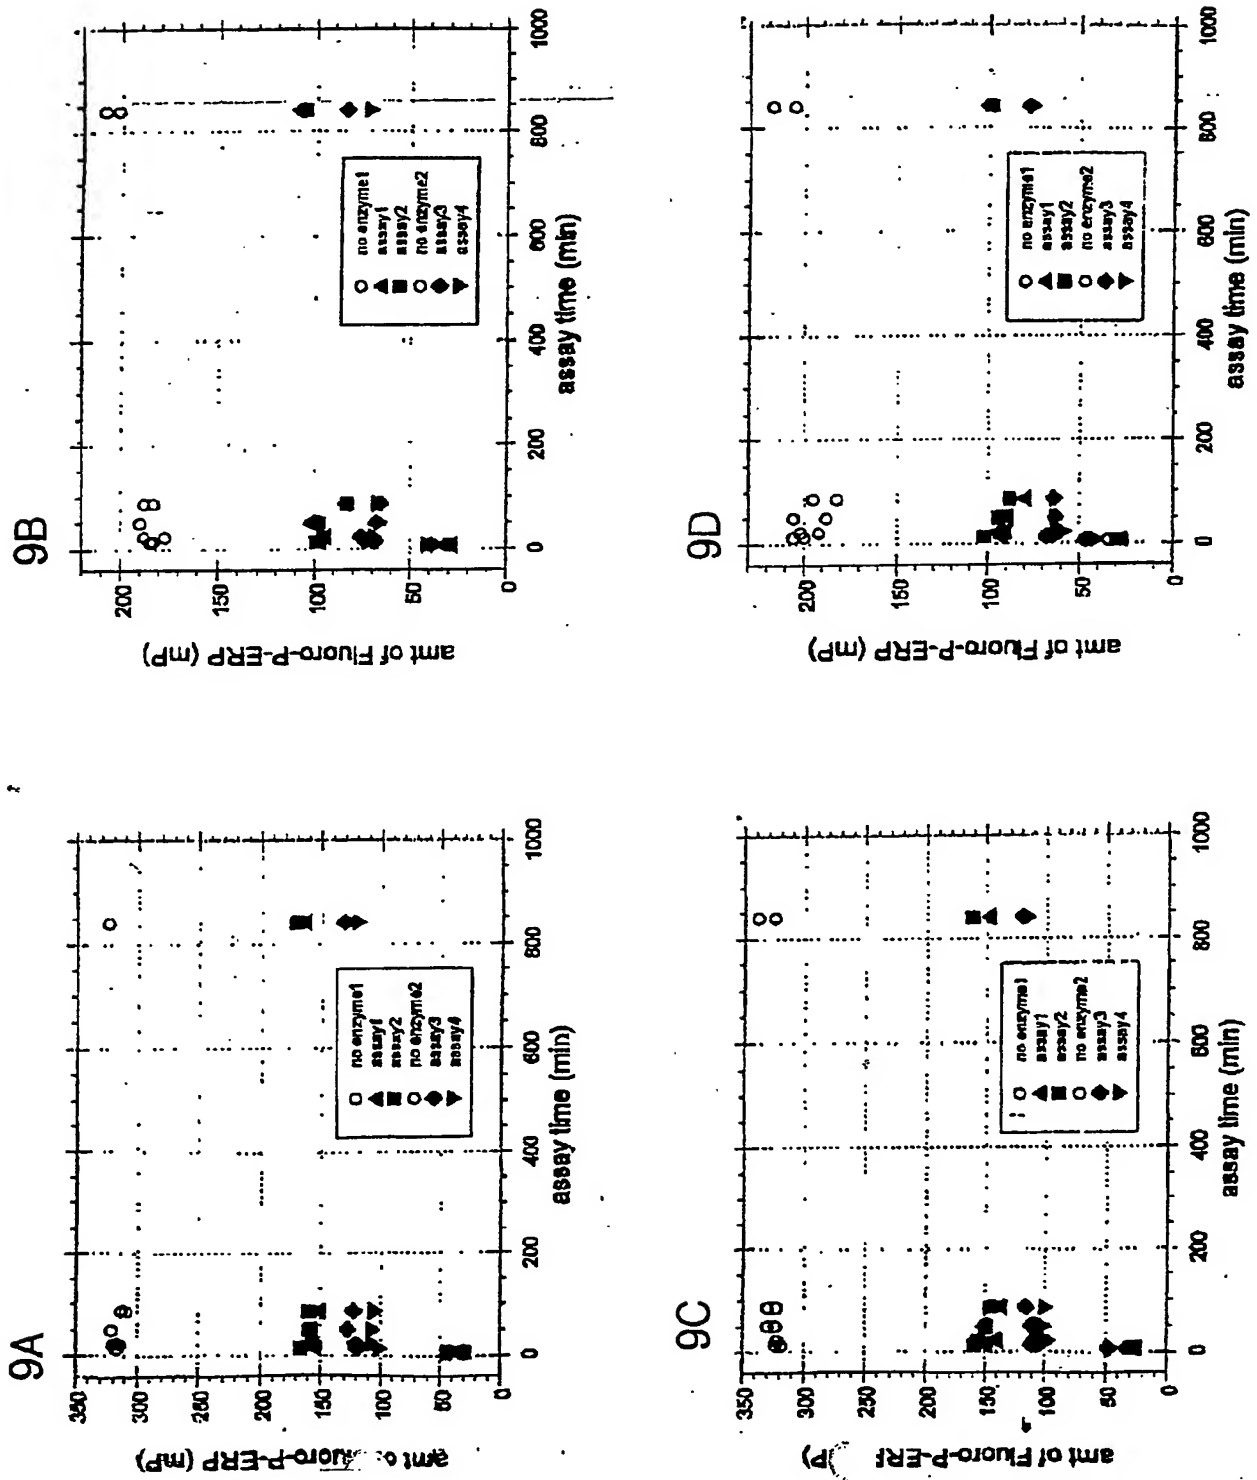 9A
350
300
250
200
150
100
50
0
0
200
400
600
800
1000
assay time (min)
Fluoro-P-ERP (mP)
no enzyme1
assay1
assay2
no enzyme2
assay3
assay4
9B
amt of Fluoro-P-ERP (mP)
200
150
100
50
0
0
200
400
600
800
1000
assay time (min)
no enzyme1
assay1
assay2
no enzyme2
assay3
assay4
9C
amt of Fluoro-P-ERP
350
300
250
200
150
100
50
0
0
200
400
600
800
1000
assay time (min)
no enzyme1
assay1
assay2
no enzyme2
assay3
assay4
9D
amt of Fluoro-P-ERP (mP)
200
150
100
50
0
0
200
400
600
800
1000
assay time (min)
no enzyme1
assay1
assay2
no enzyme2
assay3
assay4